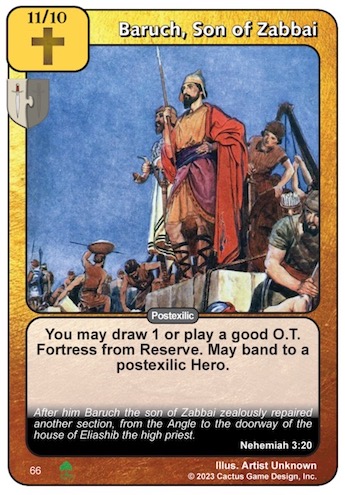 11/10
Baruch, Son of Zabbai
Postexilic
You may draw 1 or play a good O.T.
Fortress from Reserve. May band to a
postexilic Hero.
After him Baruch the son of Zabbai zealously repaired
another section, from the Angle to the doorway of the
house of Eliashib the high priest.
Nehemiah 3:20
Illus. Artist Unknown
66
© 2023 Cactus Game Design, Inc.